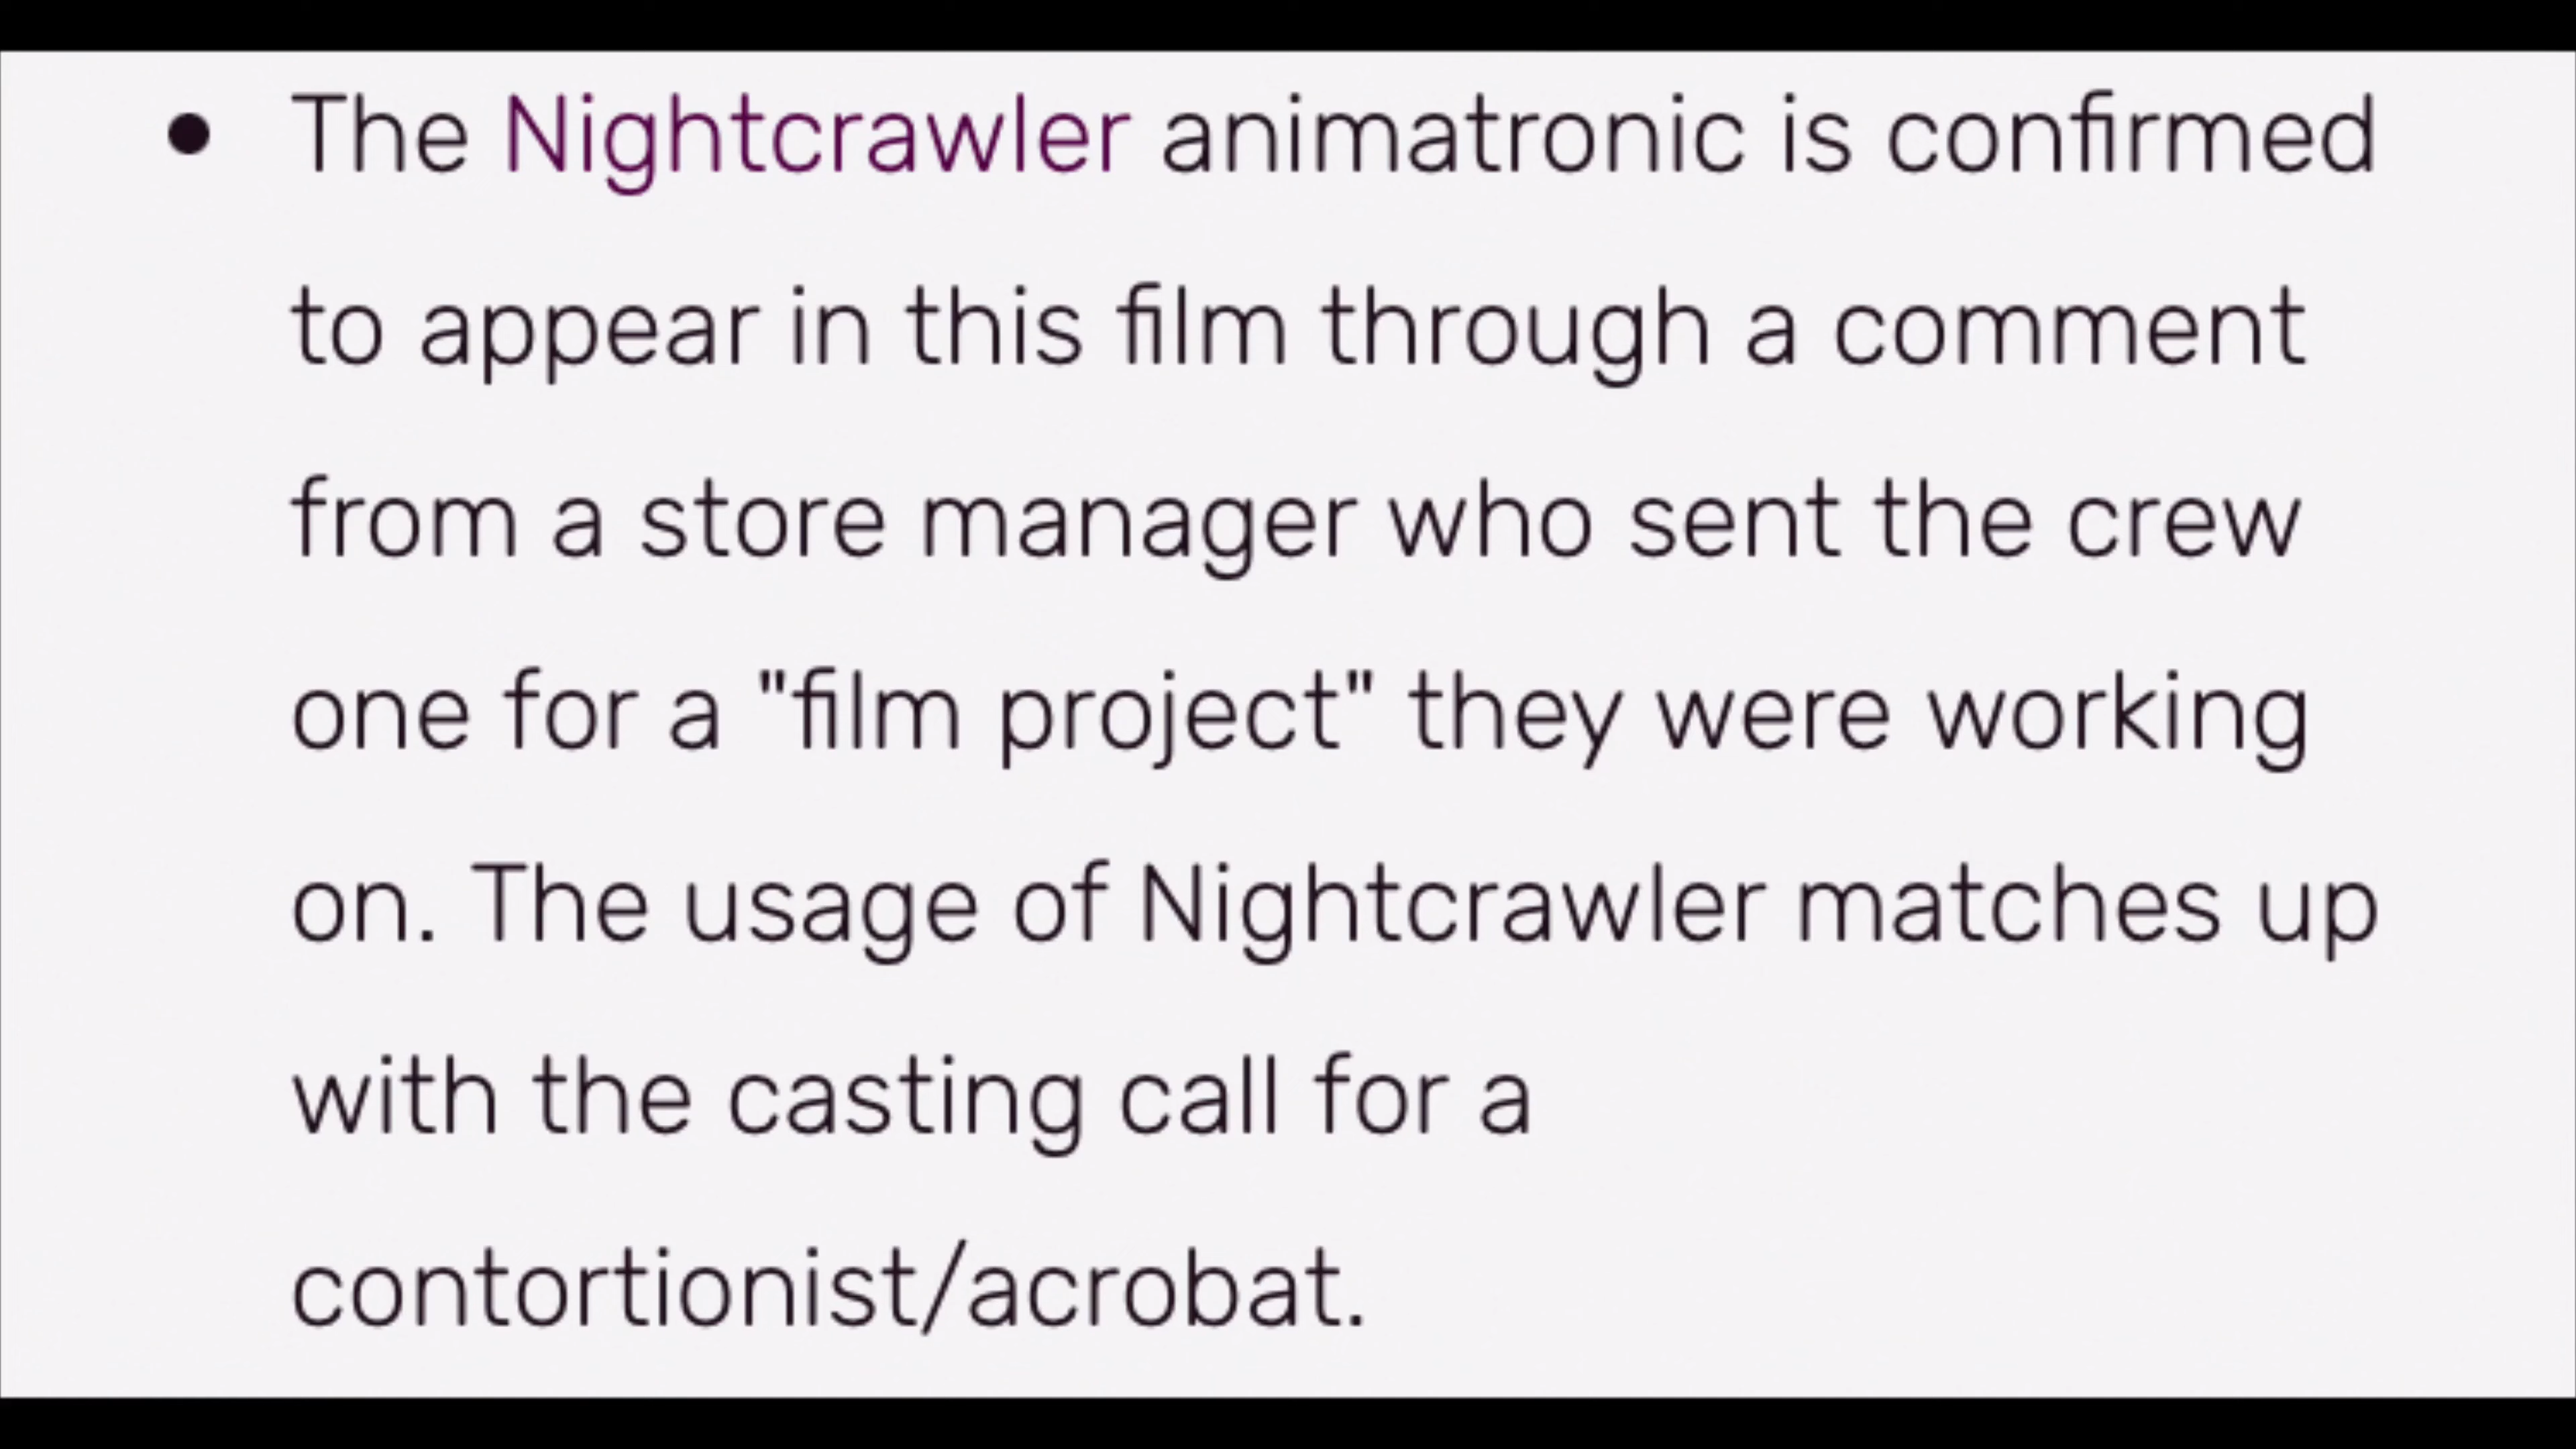 • The Nightcrawler animatronic is confirmed
to appear in this film through a comment
from a store manager who sent the crew
one for a "film project" they were working
on. The usage of Nightcrawler matches up
with the casting call for a
contortionist/acrobat.